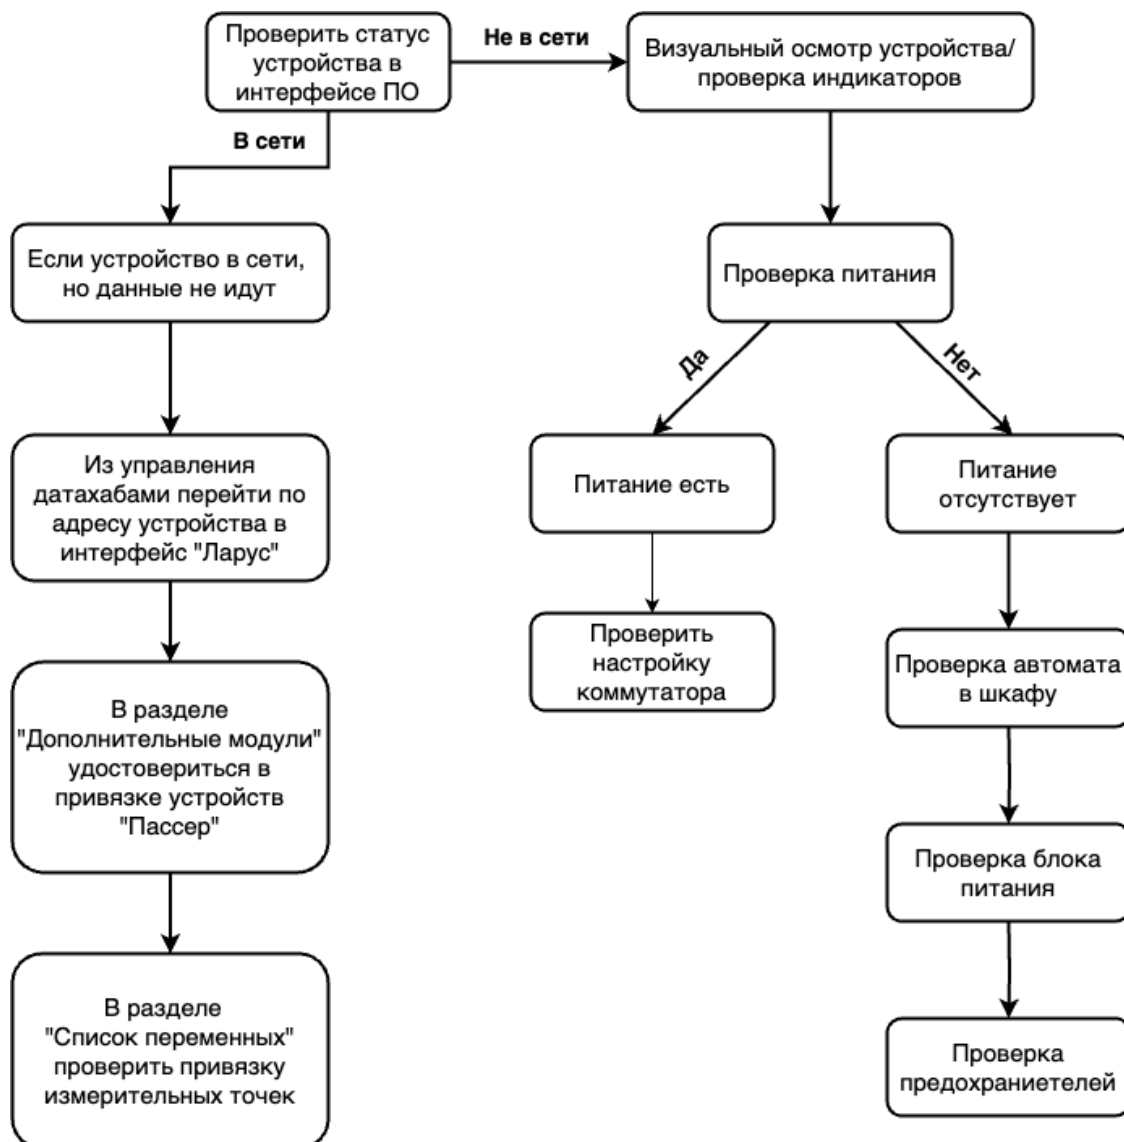 Проверить статус
устройства в
интерфейсе ПО
Не в сети
Визуальный осмотр устройства/
проверка индикаторов
В сети
Если устройство в сети,
но данные не идут
Проверка питания
Да
Нет
Из управления
датахабами перейти по
адресу устройства в
интерфейс "Ларус"
Питание есть
Питание
отсутствует
Проверить
настройку
коммутатора
Проверка автомата
в шкафу
В разделе
"Дополнительные модули"
удостовериться в
привязке устройств
"Пассер"
Проверка блока
питания
В разделе
"Список переменных"
проверить привязку
измерительных точек
Проверка
предохраниетелей